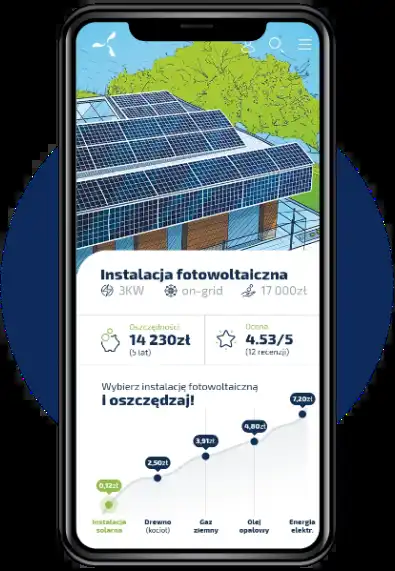 Instalacja fotowoltaiczna
3KW on-grid 17 000zł
Oszczędności
14 230zł
(5 lat)
Ocena
4.53/5
(12 recenzji)
Wybierz instalację fotowoltaiczną
i oszczędzaj!
7,20zł
4,80zł
3,91zł
2,50zł
0,12zł
Instalacja
solarna
Drewno
(kocioł)
Gaz
ziemny
Olej
opałowy
Energia
elektr.